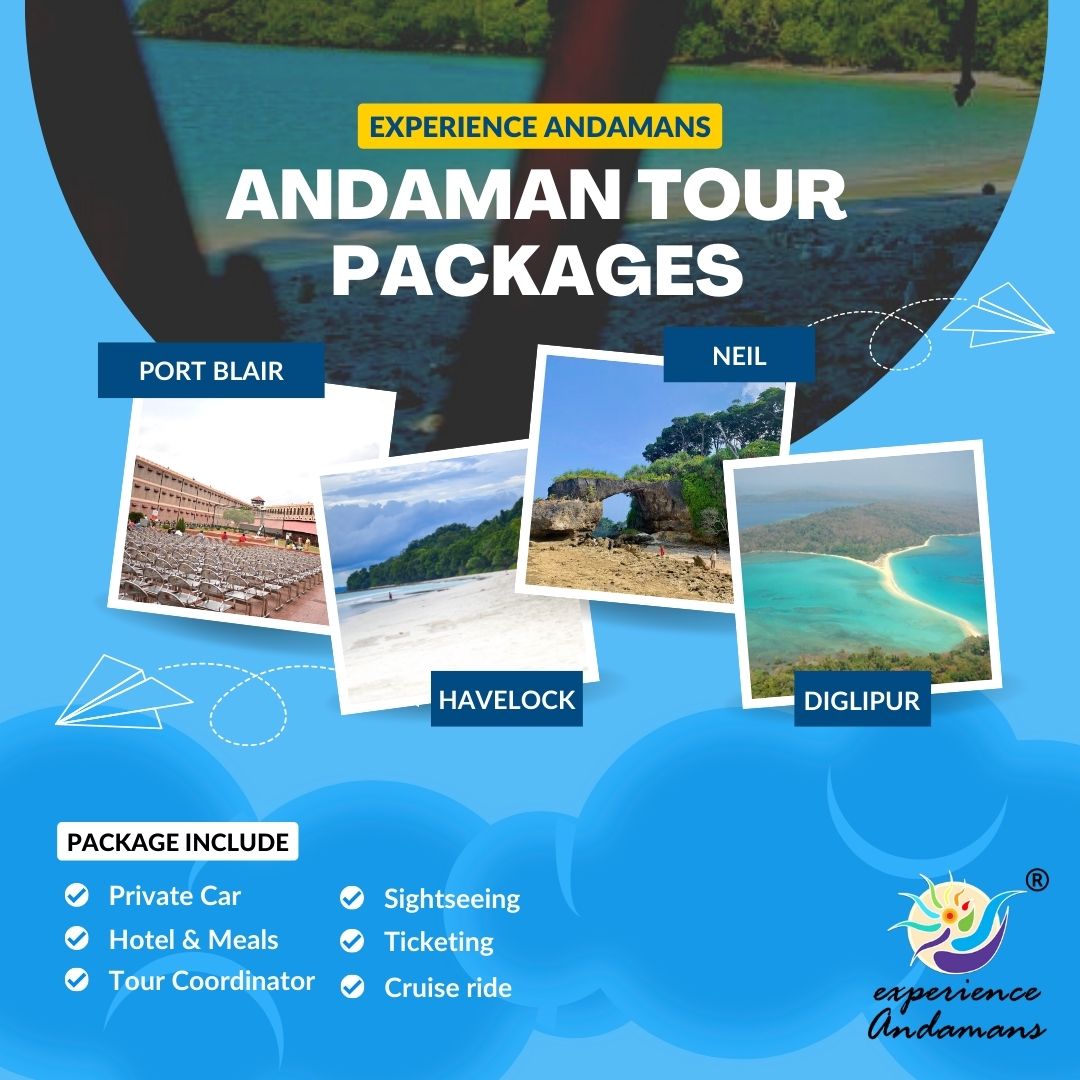 EXPERIENCE ANDAMANS
ANDAMAN TOUR
PACKAGES
PORT BLAIR
NEIL
HAVELOCK
DIGLIPUR
PACKAGE INCLUDE
Private Car
Hotel & Meals
Tour Coordinator
Sightseeing
Ticketing
Cruise ride
®
experience
Andamans